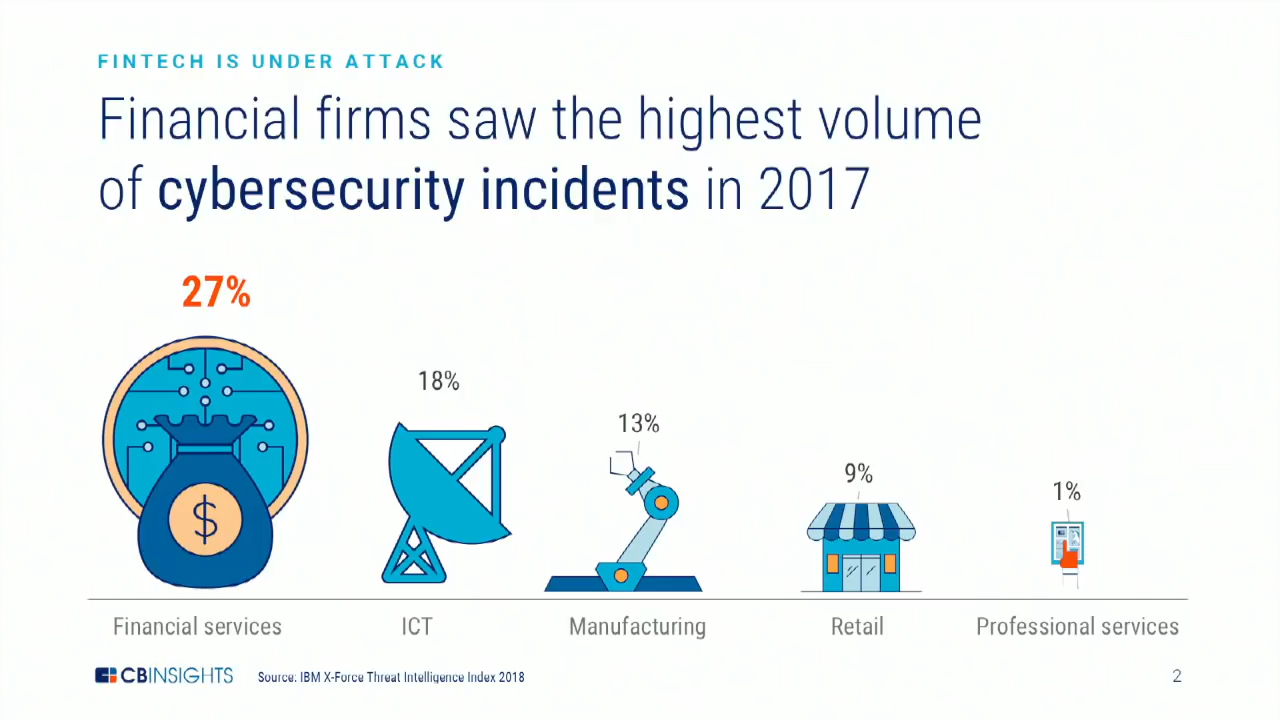 FINTECH IS UNDER ATTACK
Financial firms saw the highest volume
of cybersecurity incidents in 2017
27%
18%
13%
9%
1%
$
Financial services
ICT
Manufacturing
Retail
Professional services
CBINSIGHTS
Source: IBM X-Force Threat Intelligence Index 2018
2